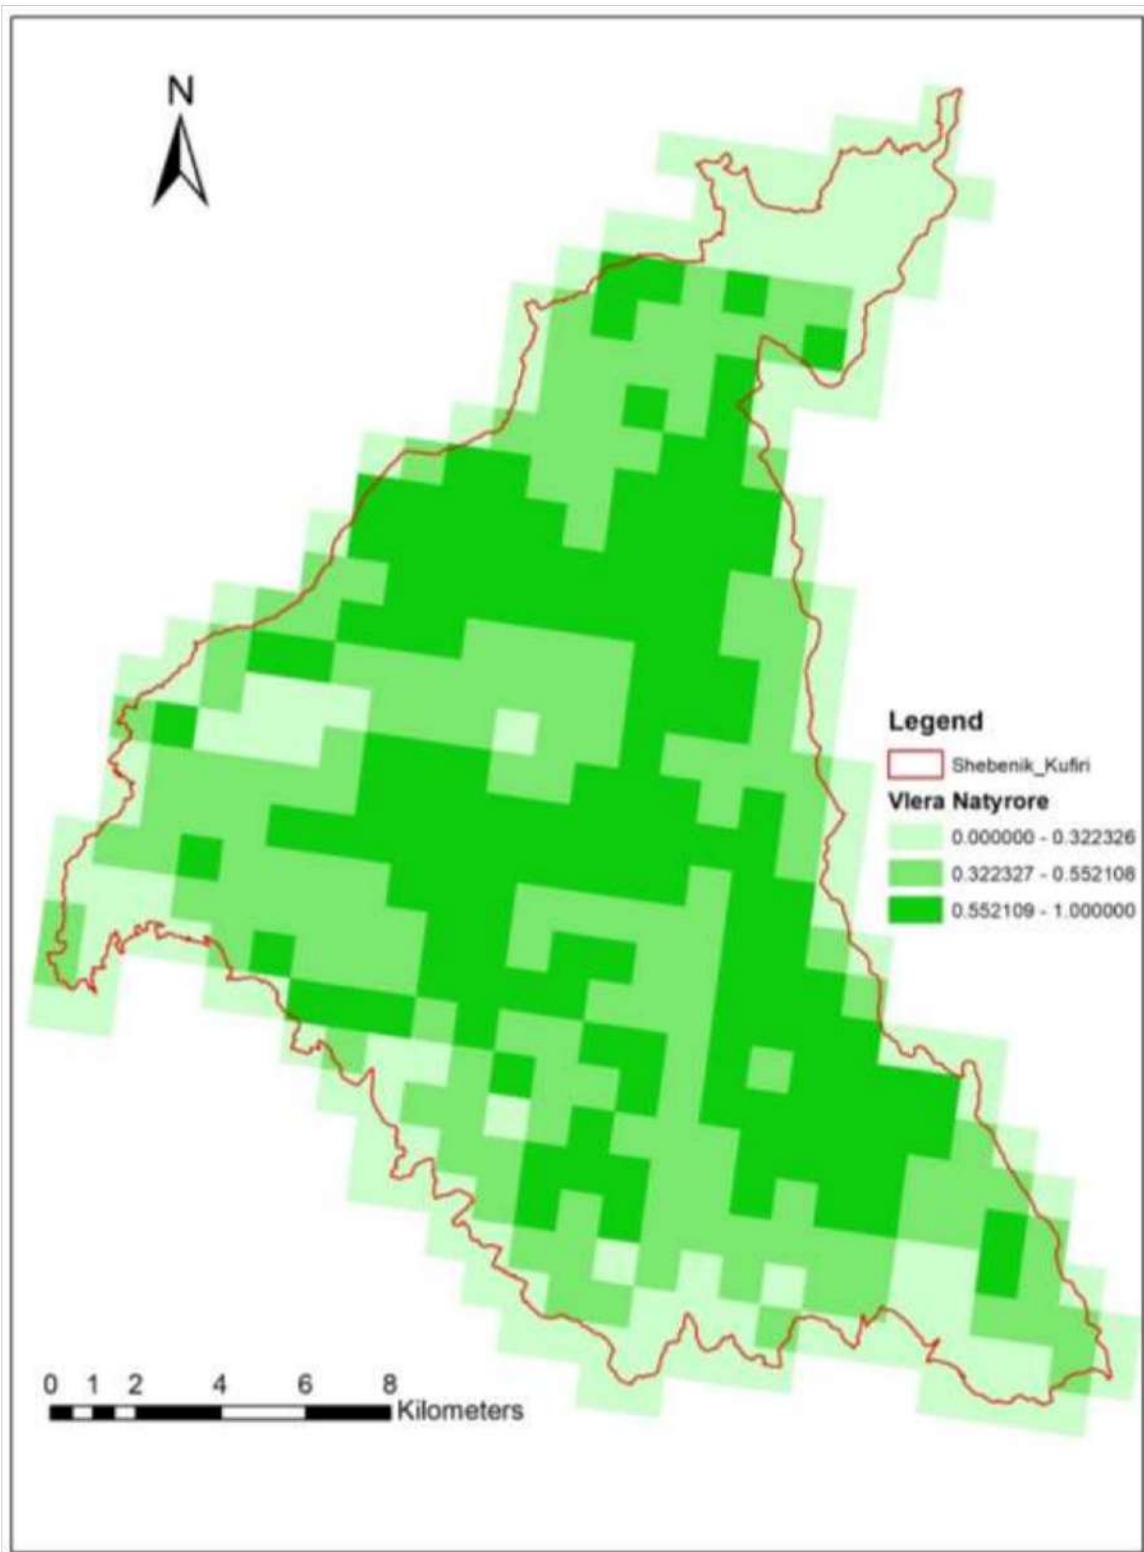 N
Legend
Shebenik_Kufiri
Vlera Natyrore
0.000000 - 0.322326
0.322327 - 0.552108
0.552109 - 1.000000
0 1 2 4 6 8
Kilometers